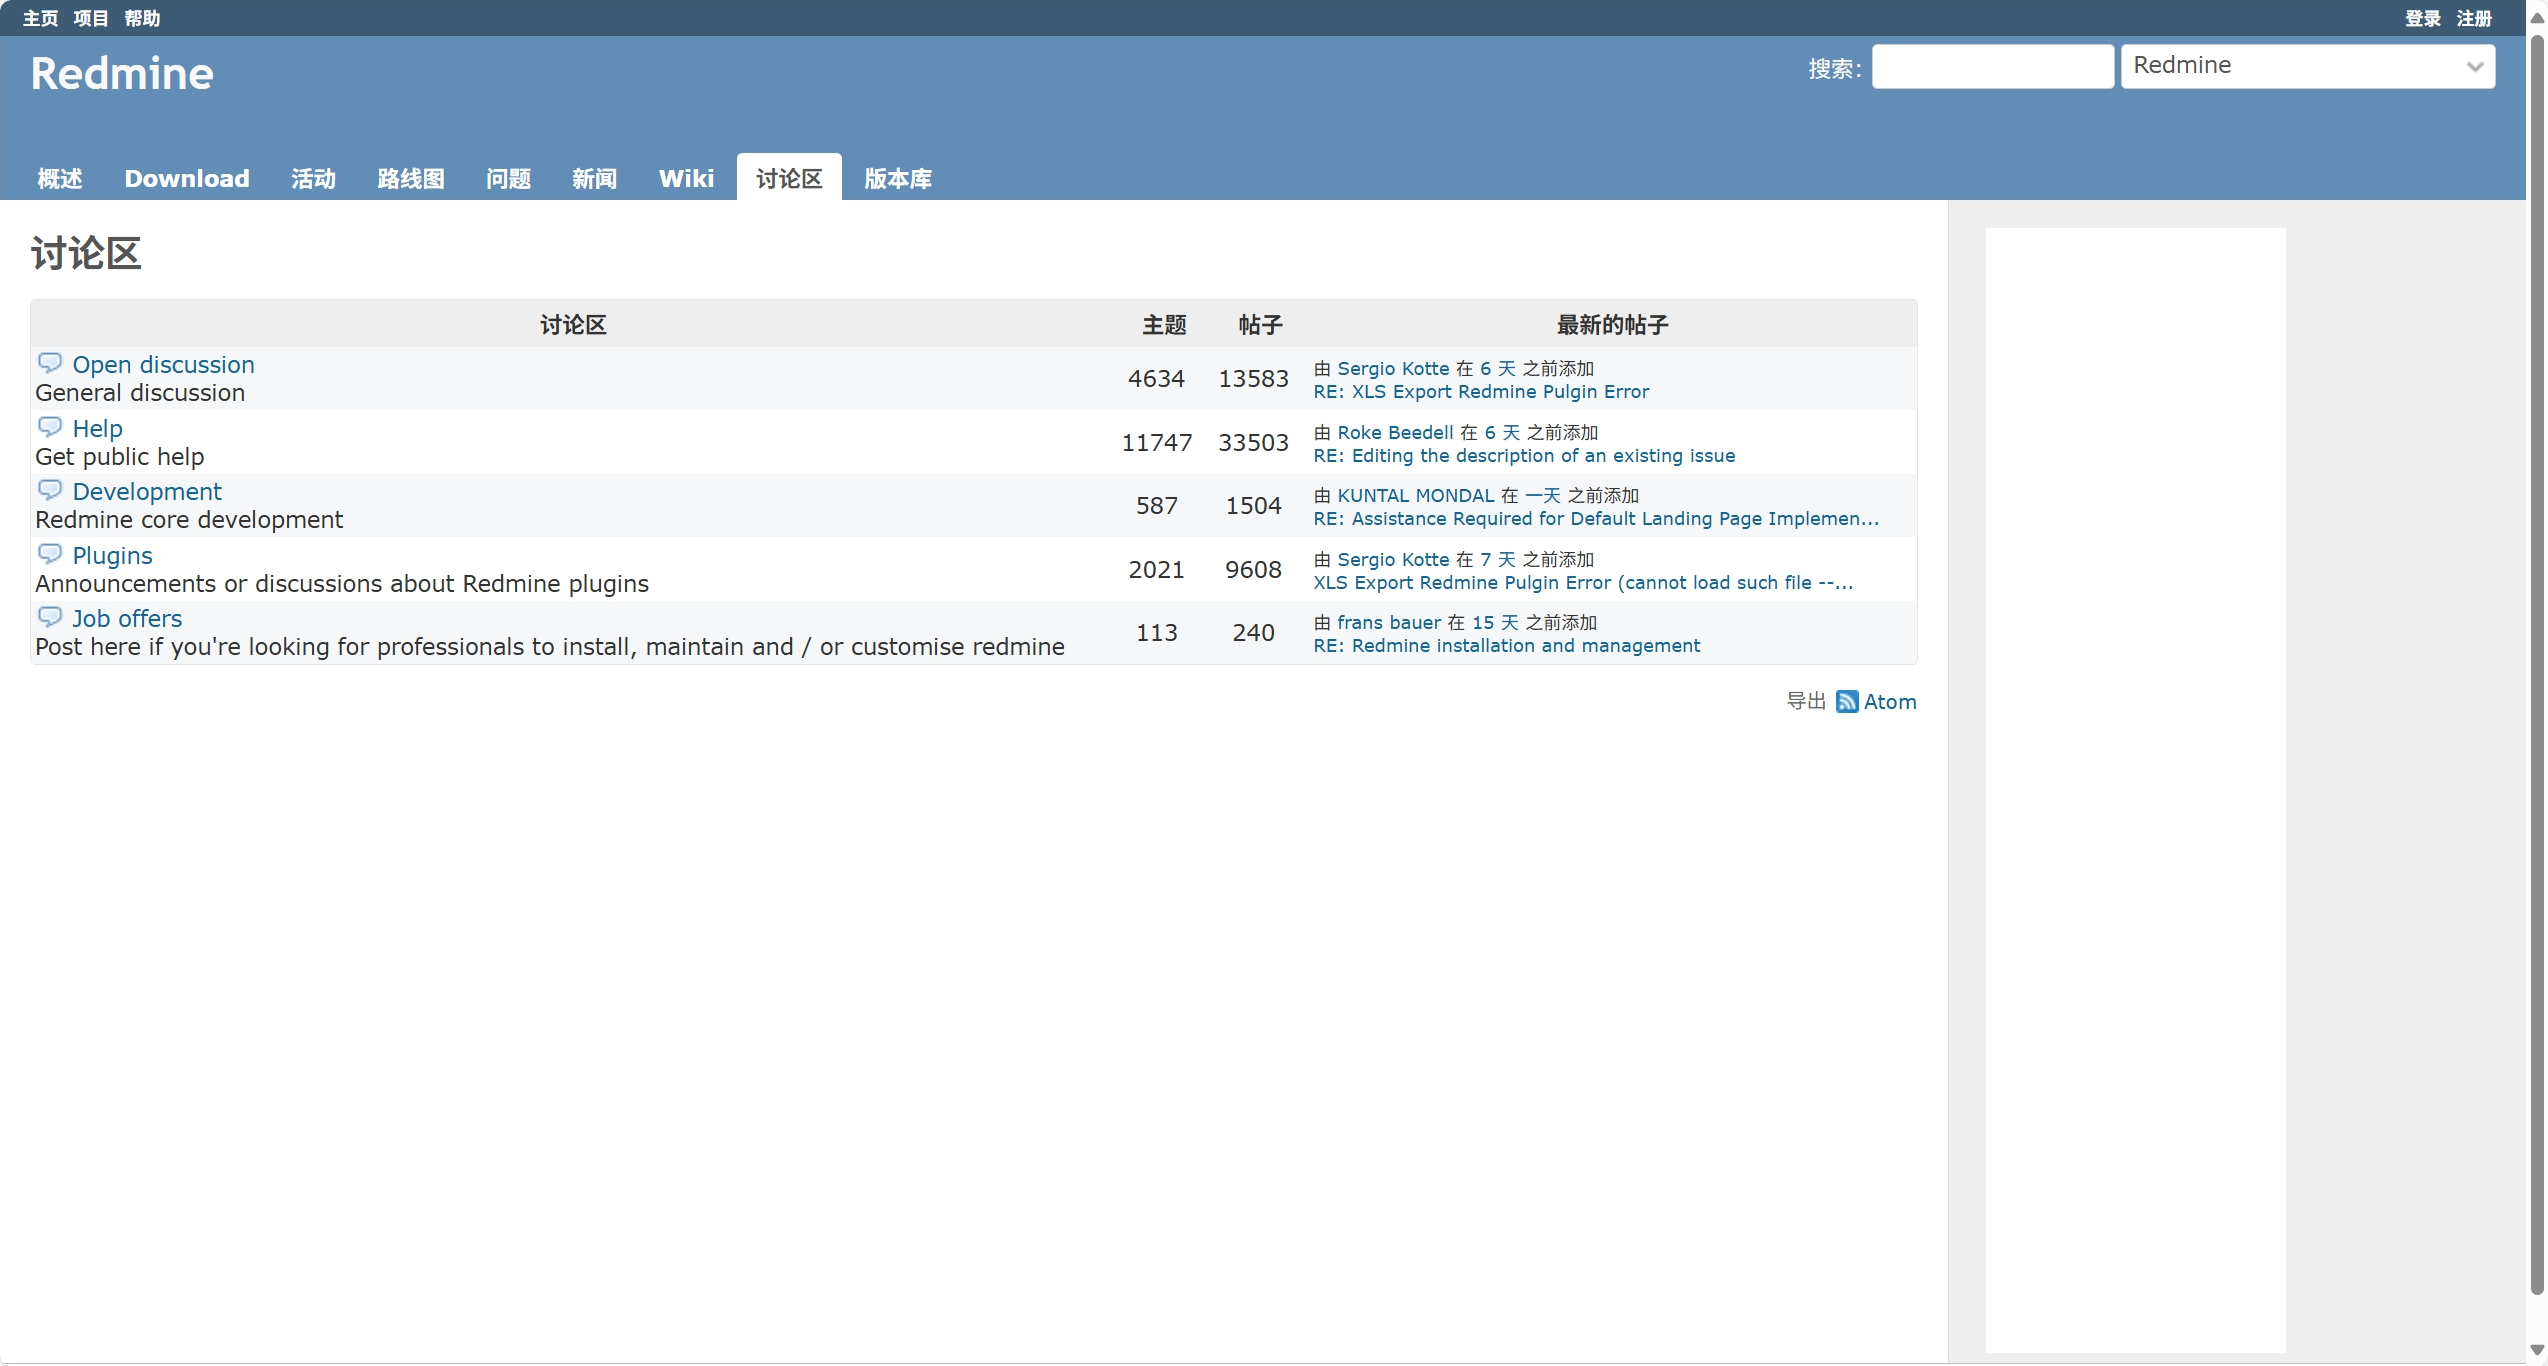 主页 项目 帮助 登录 注册
Redmine 搜索: Redmine
概述 Download 活动 路线图 问题 新闻 Wiki 讨论区 版本库
讨论区
讨论区 主题 帖子 最新的帖子
Open discussion
General discussion
4634 13583
由 Sergio Kotte 在 6 天 之前添加
RE: XLS Export Redmine Pulgin Error
Help
Get public help
11747 33503
由 Roke Beedell 在 6 天 之前添加
RE: Editing the description of an existing issue
Development
Redmine core development
587 1504
由 KUNTAL MONDAL 在 一天 之前添加
RE: Assistance Required for Default Landing Page Implemen...
Plugins
Announcements or discussions about Redmine plugins
2021 9608
由 Sergio Kotte 在 7 天 之前添加
XLS Export Redmine Pulgin Error (cannot load such file --...
Job offers
Post here if you're looking for professionals to install, maintain and / or customise redmine
113 240
由 frans bauer 在 15 天 之前添加
RE: Redmine installation and management
导出 Atom